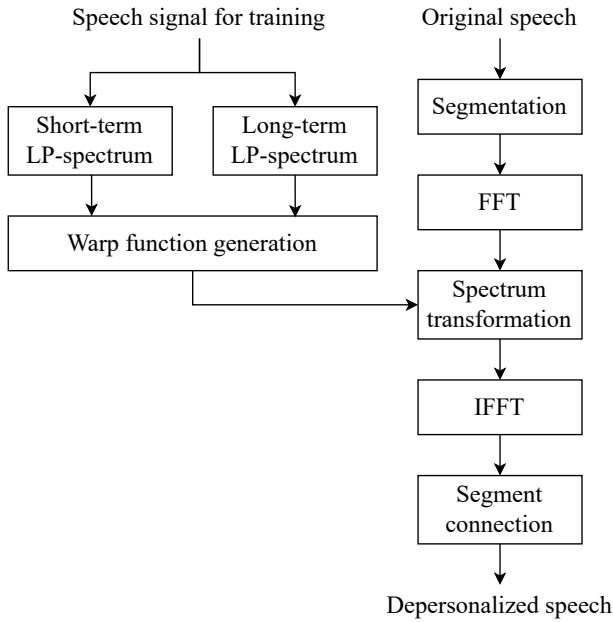 Speech signal for training
Original speech
Segmentation
Short-term
LP-spectrum
Long-term
LP-spectrum
FFT
Warp function generation
Spectrum
transformation
IFFT
Segment
connection
Depersonalized speech